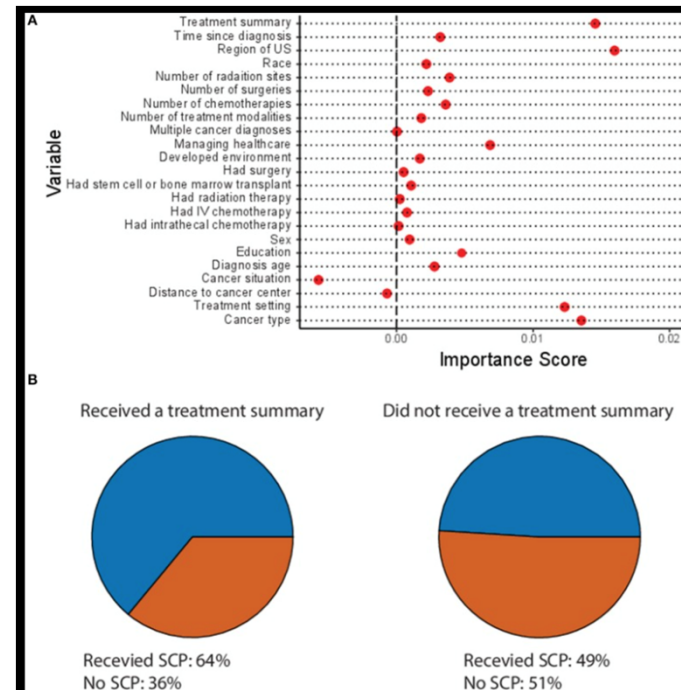 A
Treatment summary
Time since diagnosis
Region of US
Race
Number of radaition sites
Number of surgeries
Number of chemotherapies
Number of treatment modalities
Multiple cancer diagnoses
Managing healthcare
Developed environment
Had surgery
Had stem cell or bone marrow transplant
Had radiation therapy
Had IV chemotherapy
Had intrathecal chemotherapy
Sex
Education
Diagnosis age
Cancer situation
Distance to cancer center
Treatment setting
Cancer type
Variable
0.00 0.01 0.02
Importance Score
B
Received a treatment summary
Did not receive a treatment summary
Recevied SCP: 64%
No SCP: 36%
Recevied SCP: 49%
No SCP: 51%